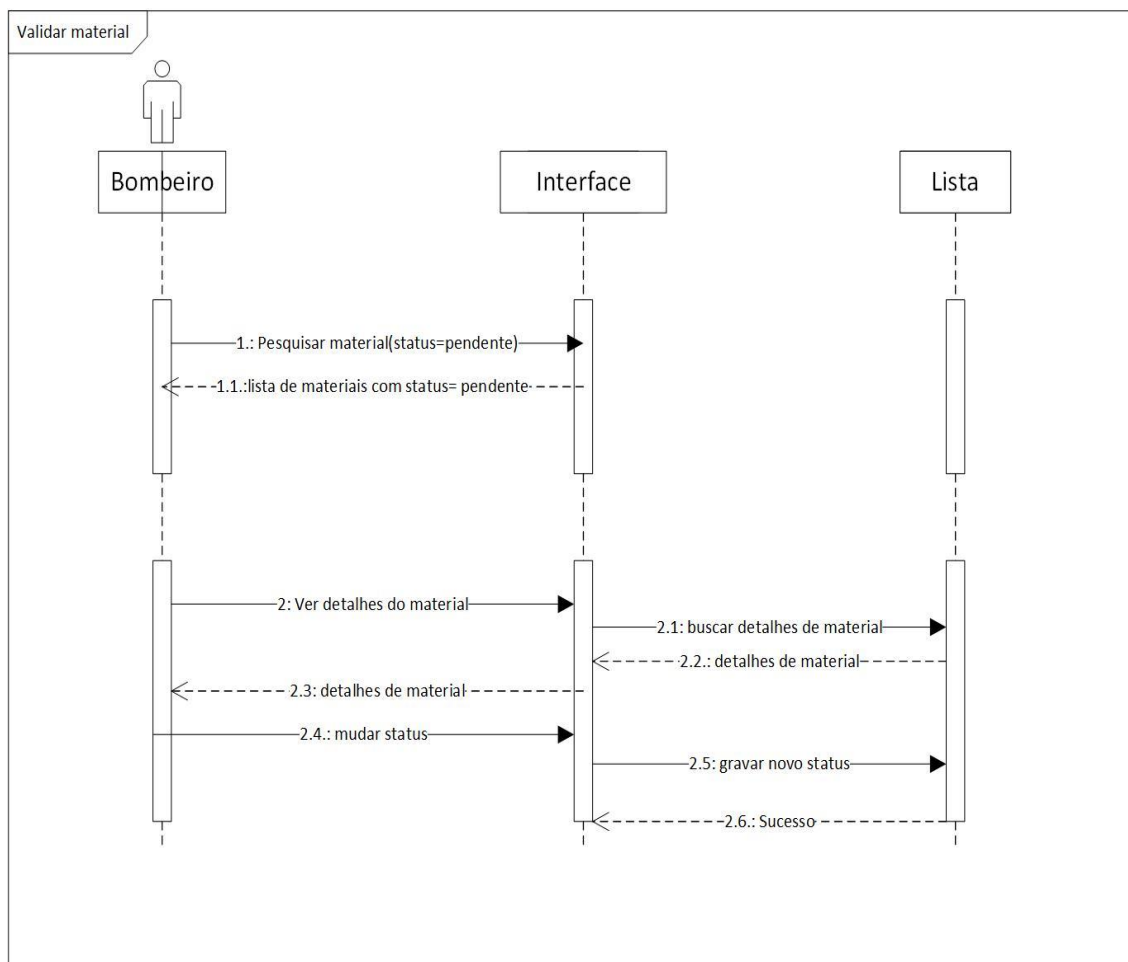 Validar material
Bombeiro
Interface
Lista
1.: Pesquisar material(status=pendente)
1.1.:lista de materiais com status= pendente
2: Ver detalhes do material
2.1: buscar detalhes de material
2.2.: detalhes de material
2.3: detalhes de material
2.4.: mudar status
2.5: gravar novo status
2.6.: Sucesso